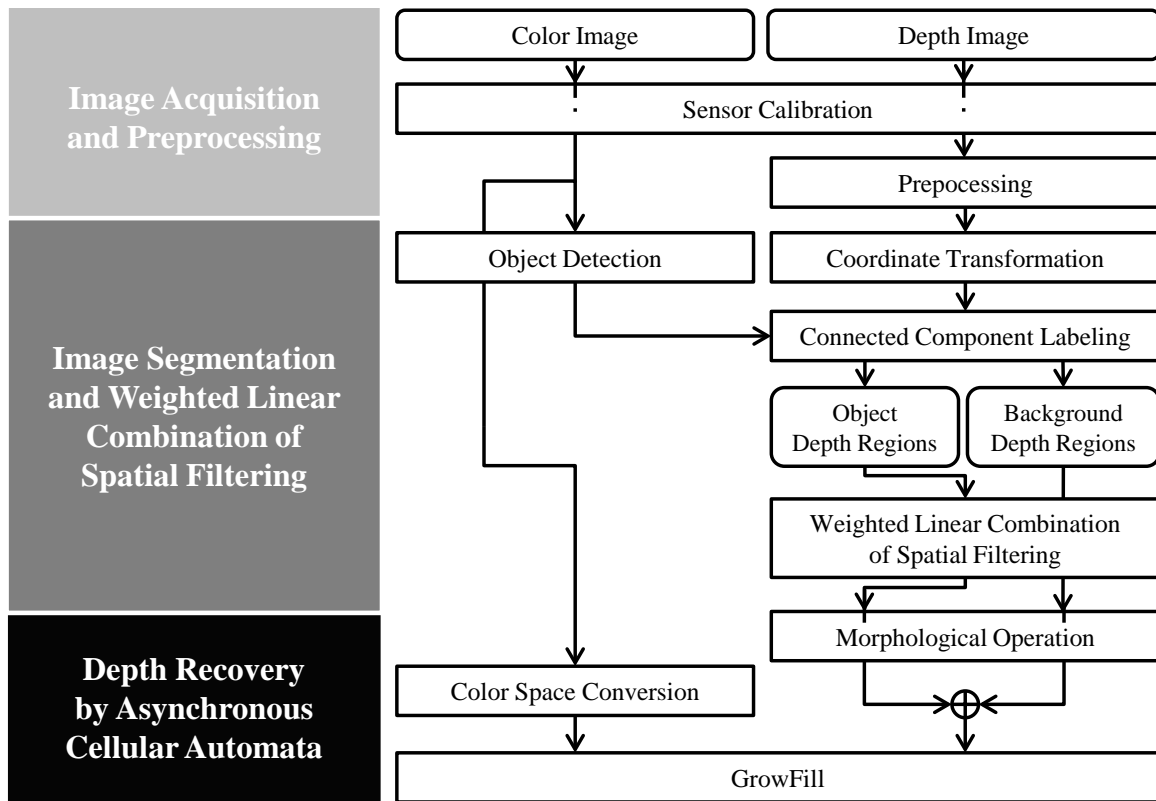 Image Acquisition
and Preprocessing
Color Image
Depth Image
Sensor Calibration
Prepocessing
Image Segmentation
and Weighted Linear
Combination of
Spatial Filtering
Object Detection
Coordinate Transformation
Connected Component Labeling
Object
Depth Regions
Background
Depth Regions
Weighted Linear Combination
of Spatial Filtering
Depth Recovery
by Asynchronous
Cellular Automata
Morphological Operation
Color Space Conversion
GrowFill